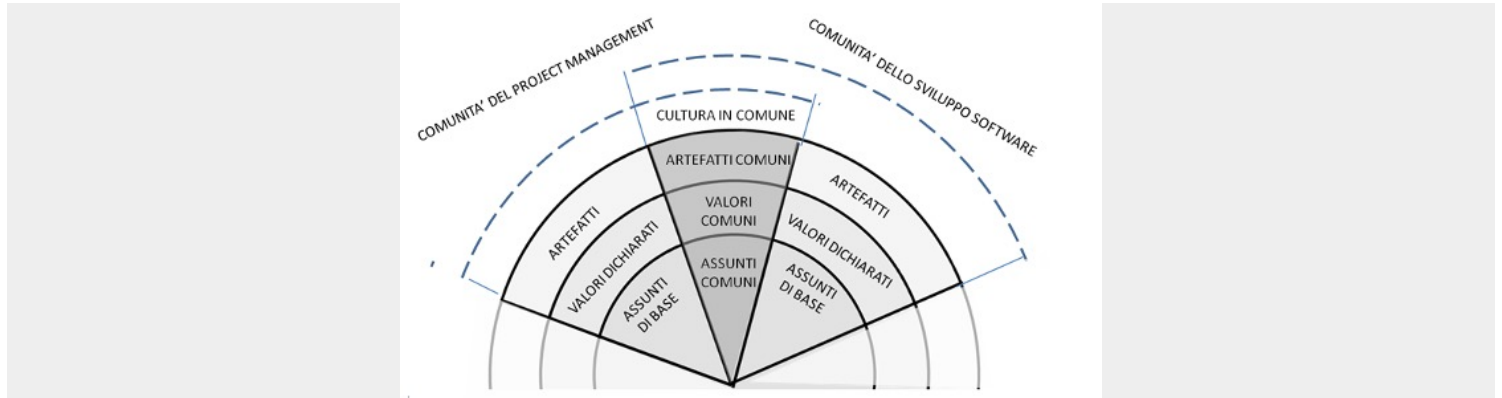 COMUNITA' DEL PROJECT MANAGEMENT
COMUNITA' DELLO SVILUPPO SOFTWARE
CULTURA IN COMUNE
ARTEFATTI COMUNI
VALORI
COMUNI
ASSUNTI
COMUNI
ARTEFATTI
VALORI DICHIARATI
ASSUNTI
DI BASE
ARTEFATTI
VALORI DICHIARATI
ASSUNTI
DI BASE